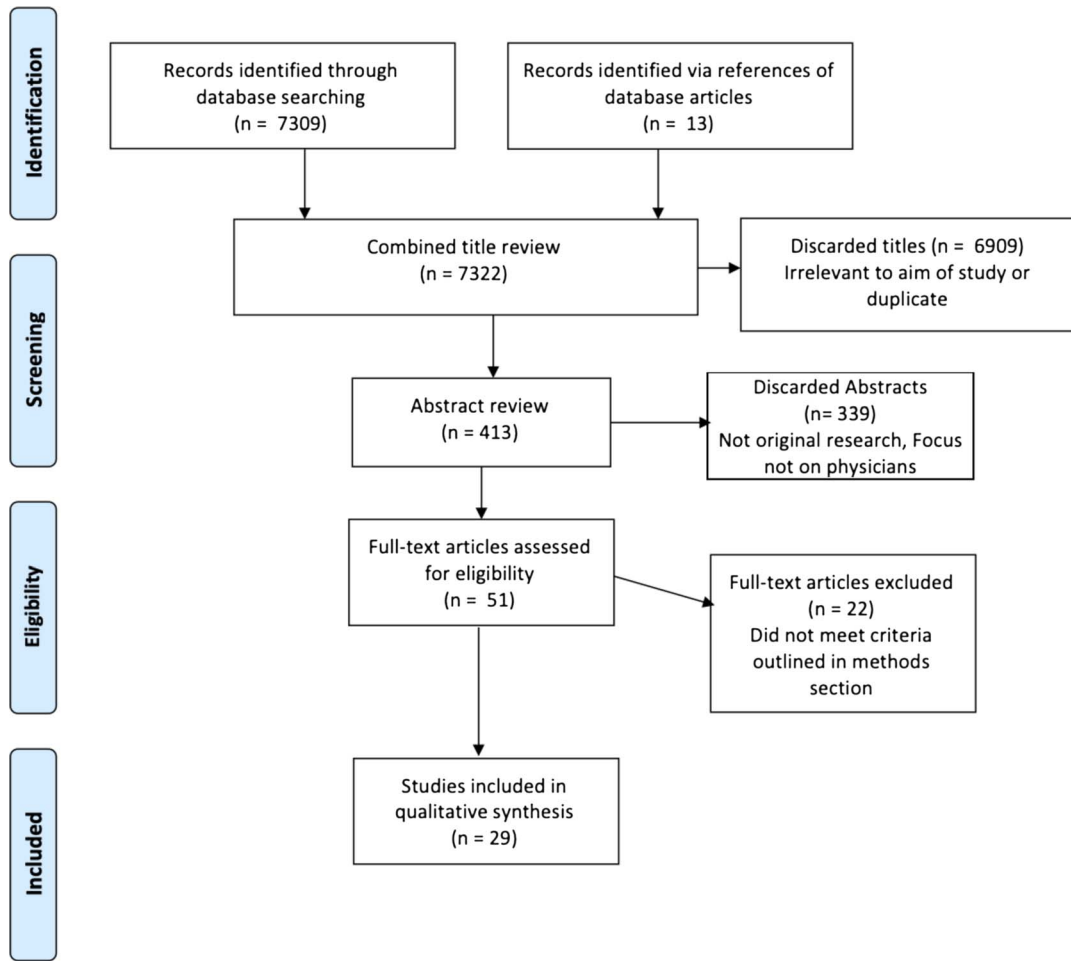 Identification
Records identified through
database searching
(n = 7309)
Records identified via references of
database articles
(n = 13)
Combined title review
(n = 7322)
Discarded titles (n = 6909)
Irrelevant to aim of study or
duplicate
Screening
Abstract review
(n = 413)
Discarded Abstracts
(n= 339)
Not original research, Focus
not on physicians
Eligibility
Full-text articles assessed
for eligibility
(n = 51)
Full-text articles excluded
(n = 22)
Did not meet criteria
outlined in methods
section
Included
Studies included in
qualitative synthesis
(n = 29)